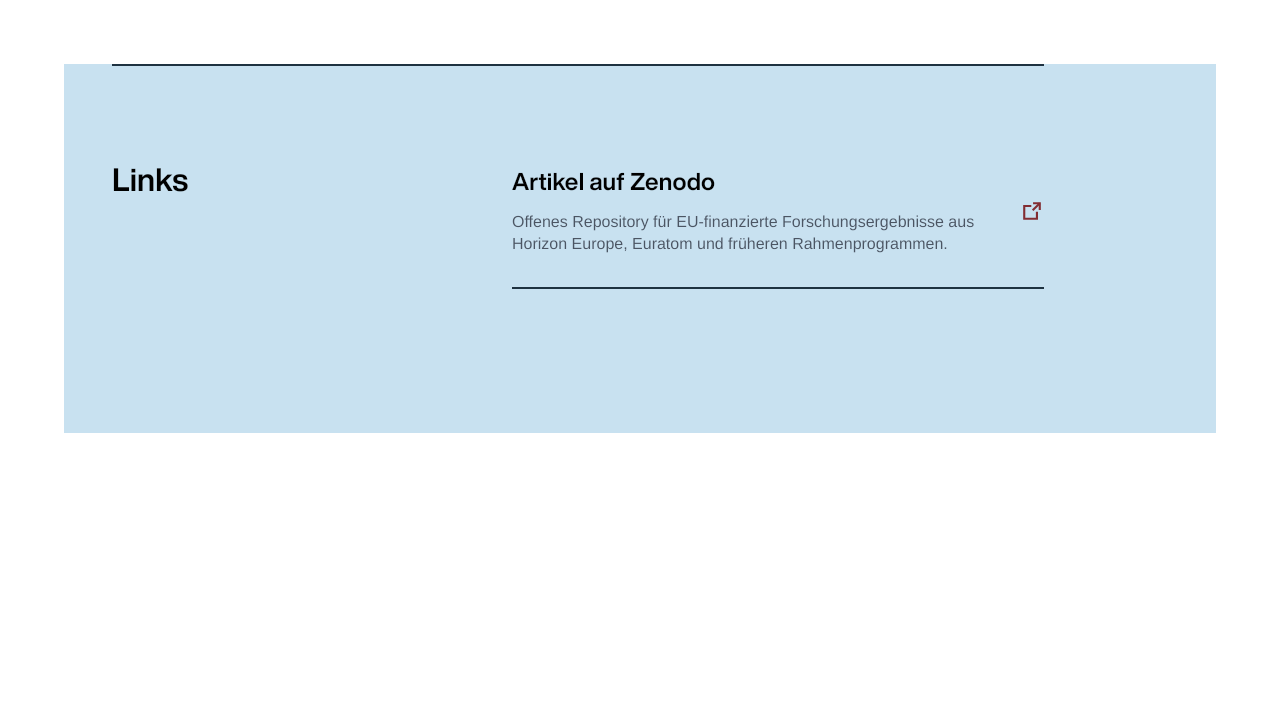 Links
Artikel auf Zenodo
Offenes Repository für EU-finanzierte Forschungsergebnisse aus
Horizon Europe, Euratom und früheren Rahmenprogrammen.